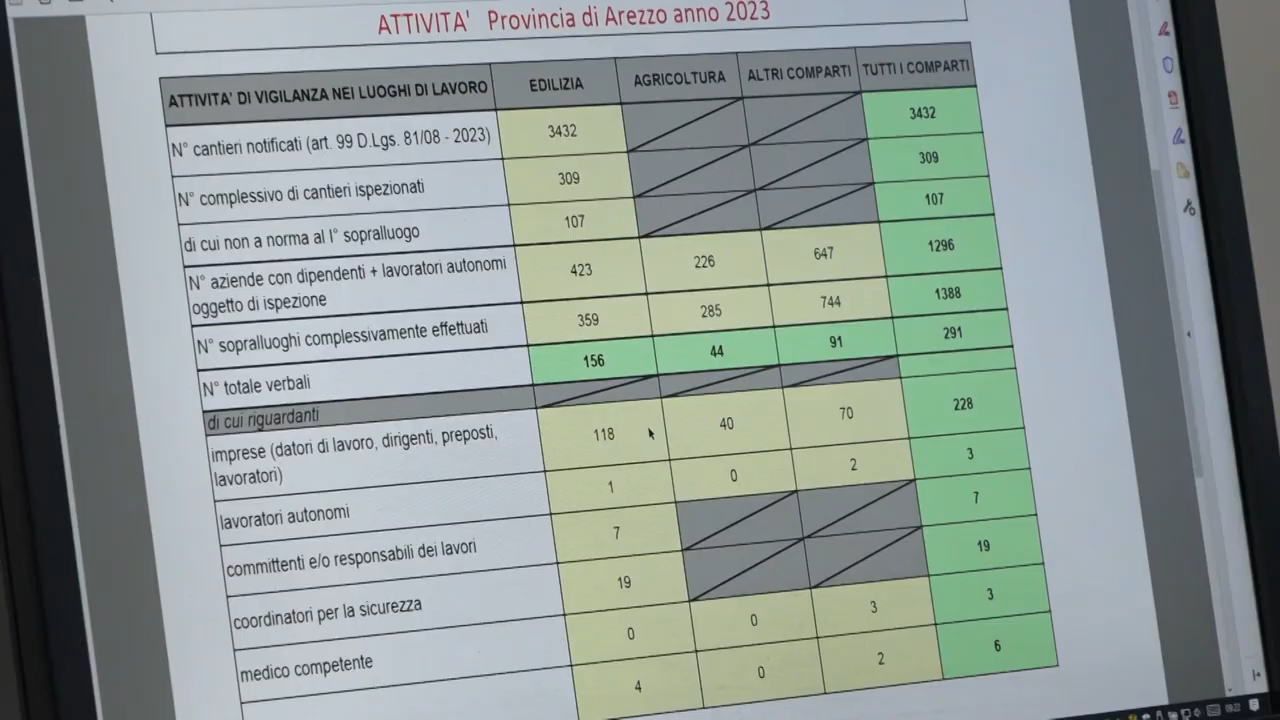 ATTIVITA' Provincia di Arezzo anno 2023
ATTIVITA' DI VIGILANZA NEI LUOGHI DI LAVORO EDILIZIA AGRICOLTURA ALTRI COMPARTI TUTTI I COMPARTI
N° cantieri notificati (art. 99 D.Lgs. 81/08 - 2023) 3432 3432
N° complessivo di cantieri ispezionati 309 309
di cui non a norma al I° sopralluogo 107 107
N° aziende con dipendenti + lavoratori autonomi
oggetto di ispezione 423 226 647 1296
N° sopralluoghi complessivamente effettuati 359 285 744 1388
N° totale verbali 156 44 91 291
di cui riguardanti
imprese (datori di lavoro, dirigenti, preposti,
lavoratori) 118 40 70 228
lavoratori autonomi 1 0 2 3
committenti e/o responsabili dei lavori 7 7
coordinatori per la sicurezza 19 19
medico competente 0 0 3 3
4 0 2 6
09:22